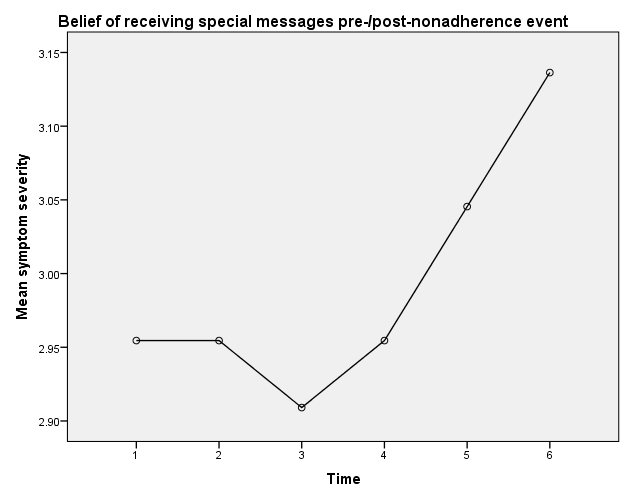 Belief of receiving special messages pre-/post-nonadherence event
3.15
3.10
3.05
3.00
2.95
2.90
Mean symptom severity
1 2 3 4 5 6
Time